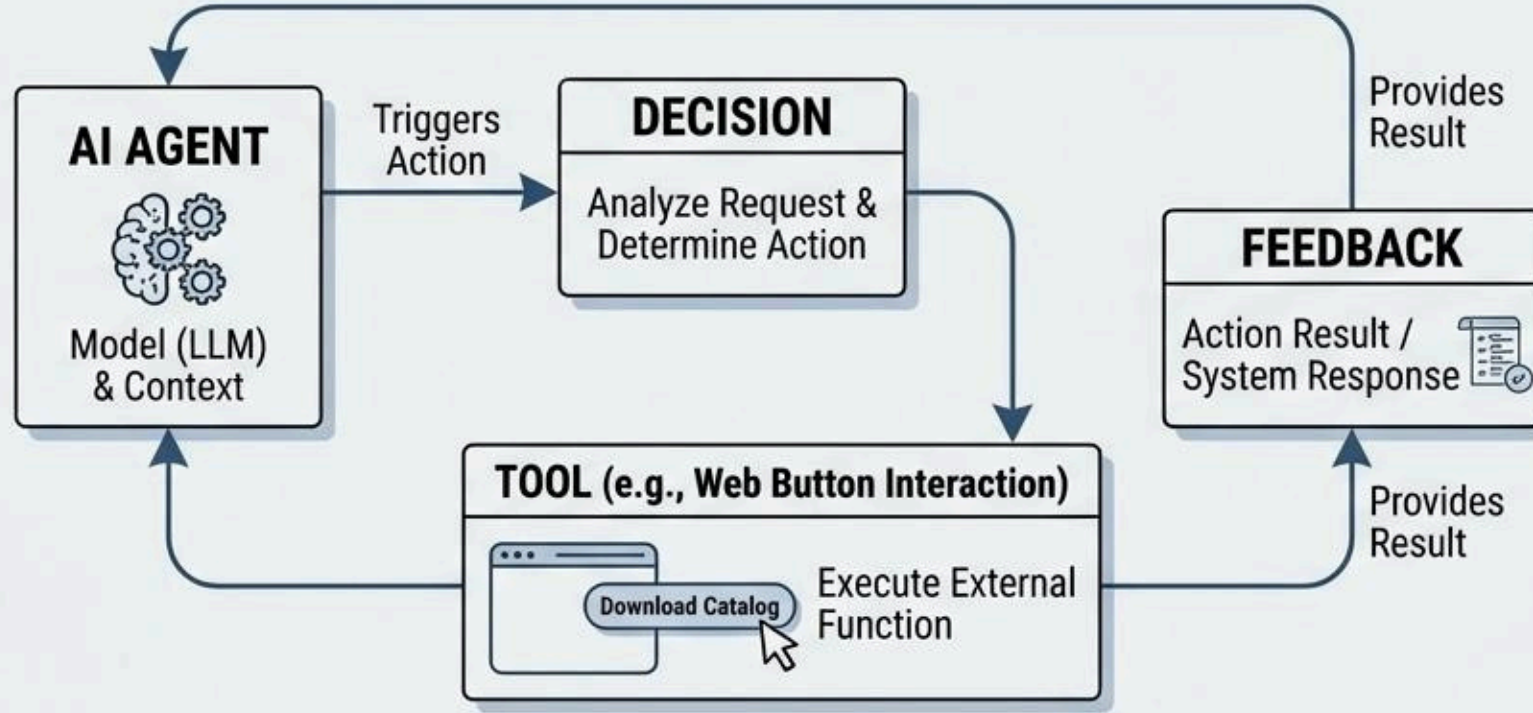 AI AGENT
Model (LLM)
& Context
Triggers
Action
DECISION
Analyze Request &
Determine Action
TOOL (e.g., Web Button Interaction)
Download Catalog
Execute External
Function
Provides
Result
FEEDBACK
Action Result /
System Response
Provides
Result